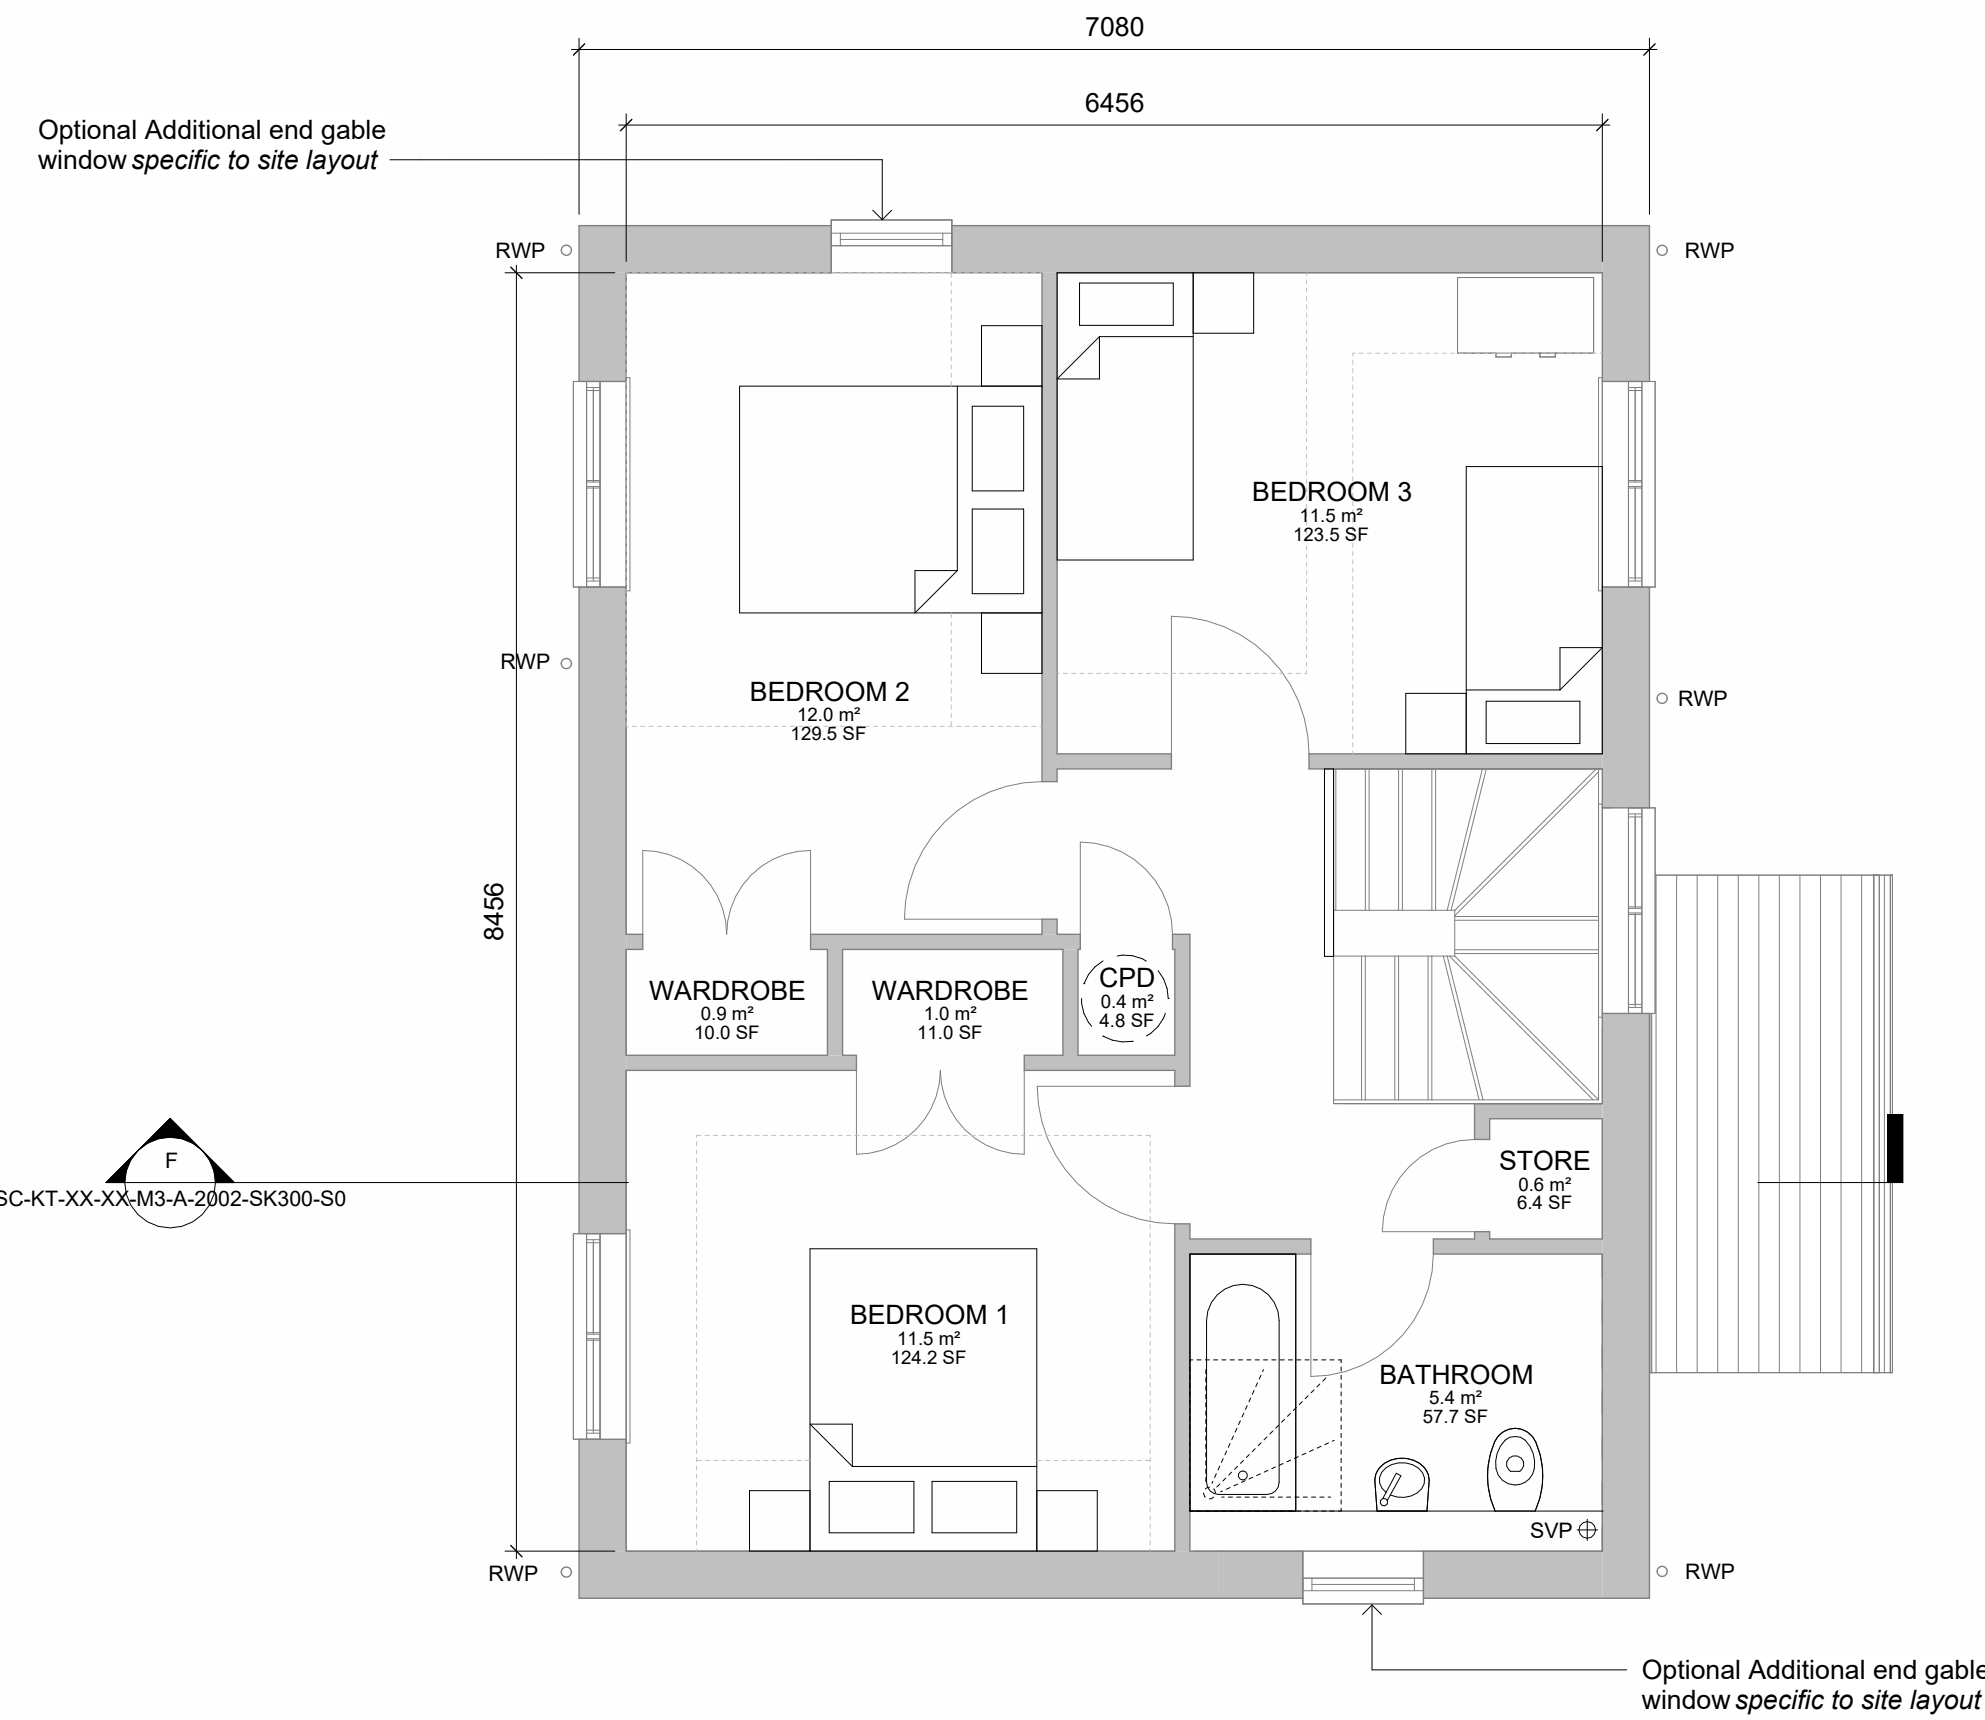 7080
6456
Optional Additional end gable
window specific to site layout
RWP
RWP
BEDROOM 3
11.5 m²
123.5 SF
RWP
BEDROOM 2
12.0 m²
129.5 SF
RWP
8456
WARDROBE
0.9 m²
10.0 SF
WARDROBE
1.0 m²
11.0 SF
CPD
0.4 m²
4.8 SF
F
SC-KT-XX-XX-M3-A-2002-SK300-S0
STORE
0.6 m²
6.4 SF
BEDROOM 1
11.5 m²
124.2 SF
BATHROOM
5.4 m²
57.7 SF
SVP
RWP
RWP
Optional Additional end gable
window specific to site layout